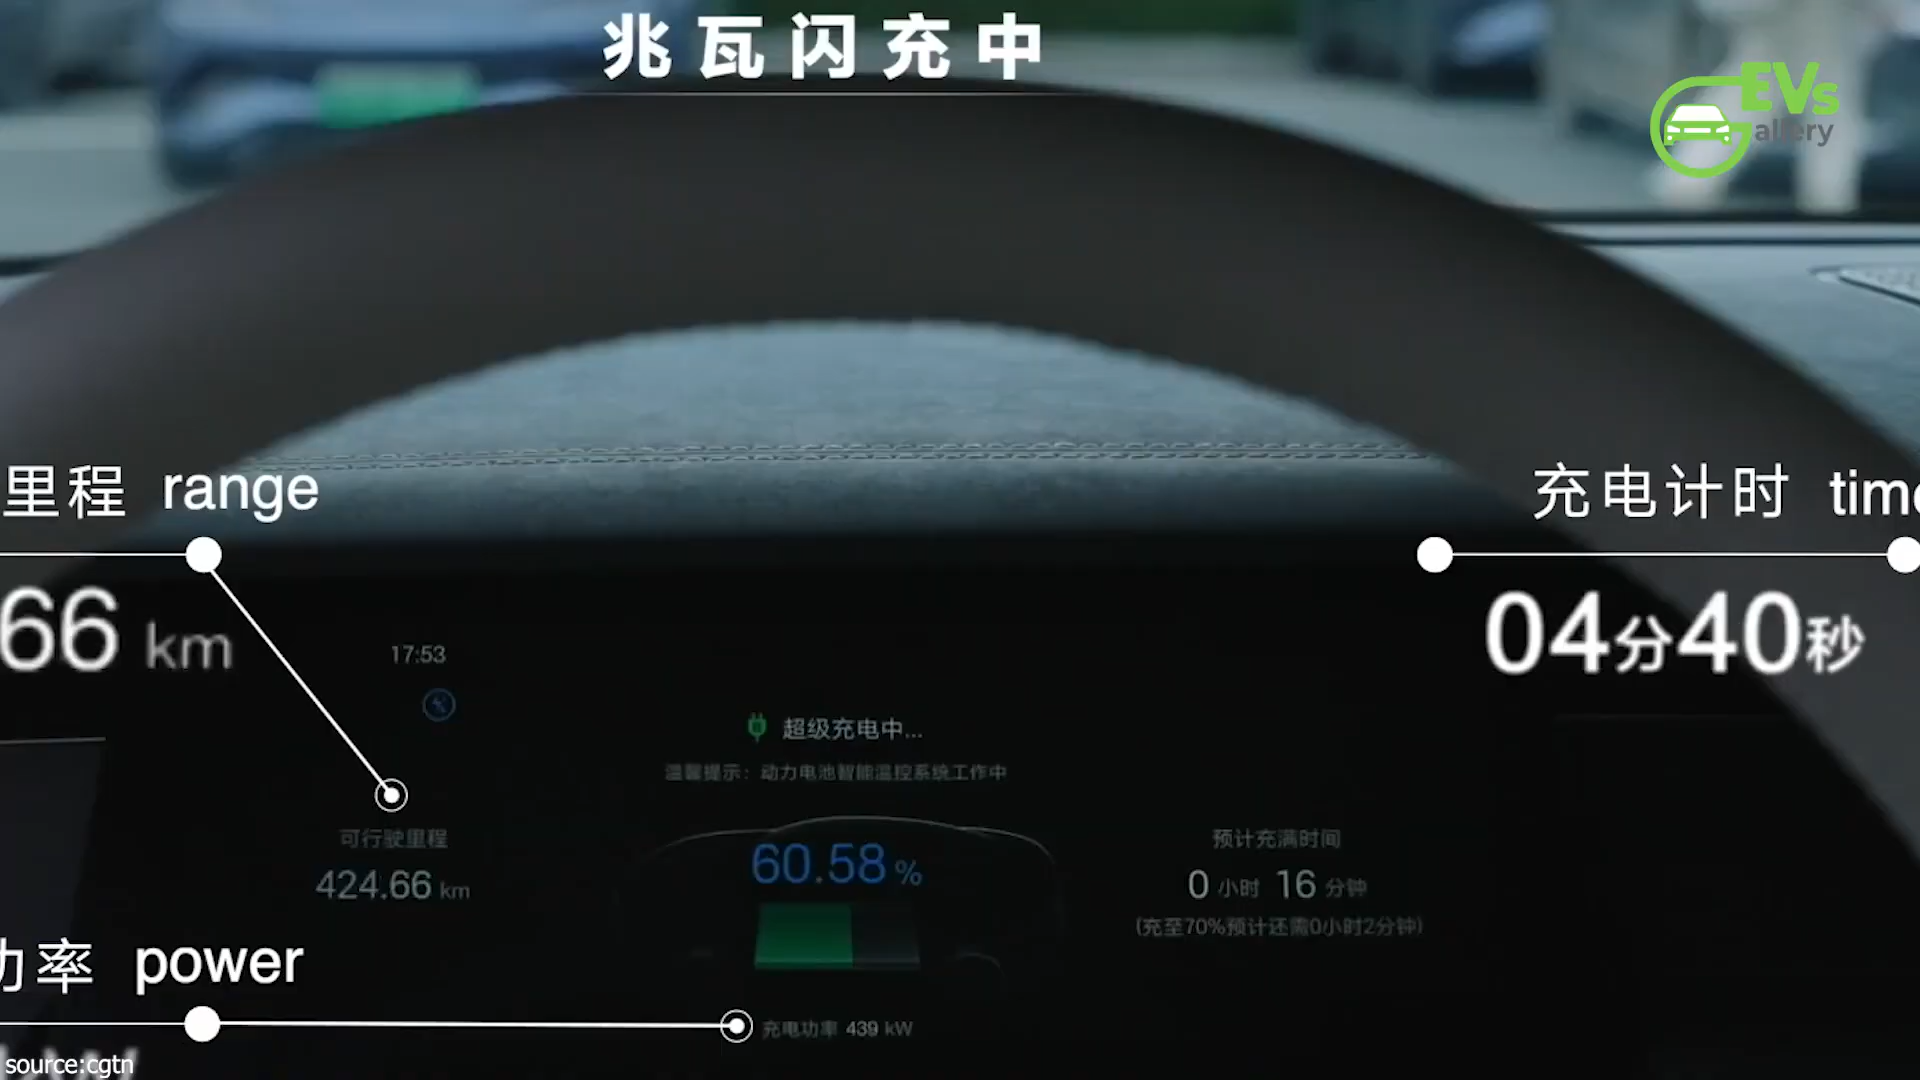 兆瓦闪充中
EVs
Gallery
里程 range
充电计时 time
66 km
04分40秒
17:53
超级充电中...
温馨提示：动力电池智能温控系统工作中
可行驶里程
424.66 km
60.58 %
预计充满时间
0 小时 16 分钟
(充至70%预计还需0小时2分钟)
功率 power
充电功率 439 kW
source:cgtn